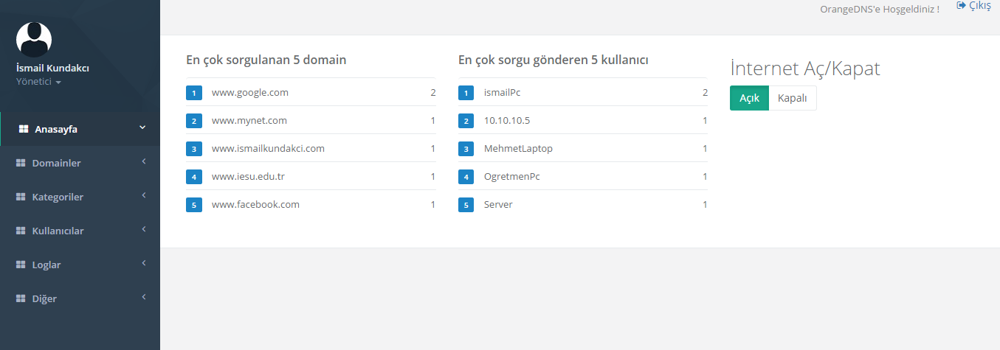 İsmail Kundakcı
Yönetici
Anasayfa
Domainler
Kategoriler
Kullanıcılar
Loglar
Diğer
OrangeDNS'e Hoşgeldiniz !
Çıkış
En çok sorgulanan 5 domain
1 www.google.com 2
2 www.mynet.com 1
3 www.ismailkundakci.com 1
4 www.iesu.edu.tr 1
5 www.facebook.com 1
En çok sorgu gönderen 5 kullanıcı
1 ismailPc 2
2 10.10.10.5 1
3 MehmetLaptop 1
4 OgretmenPc 1
5 Server 1
İnternet Aç/Kapat
Açık Kapalı